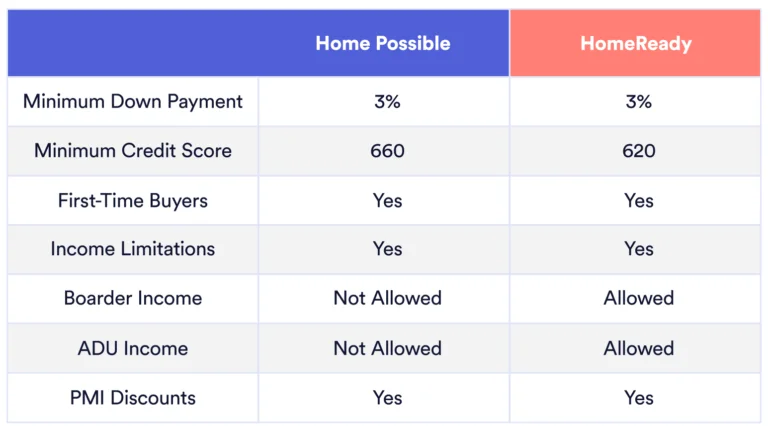 Home Possible HomeReady
Minimum Down Payment 3% 3%
Minimum Credit Score 660 620
First-Time Buyers Yes Yes
Income Limitations Yes Yes
Boarder Income Not Allowed Allowed
ADU Income Not Allowed Allowed
PMI Discounts Yes Yes